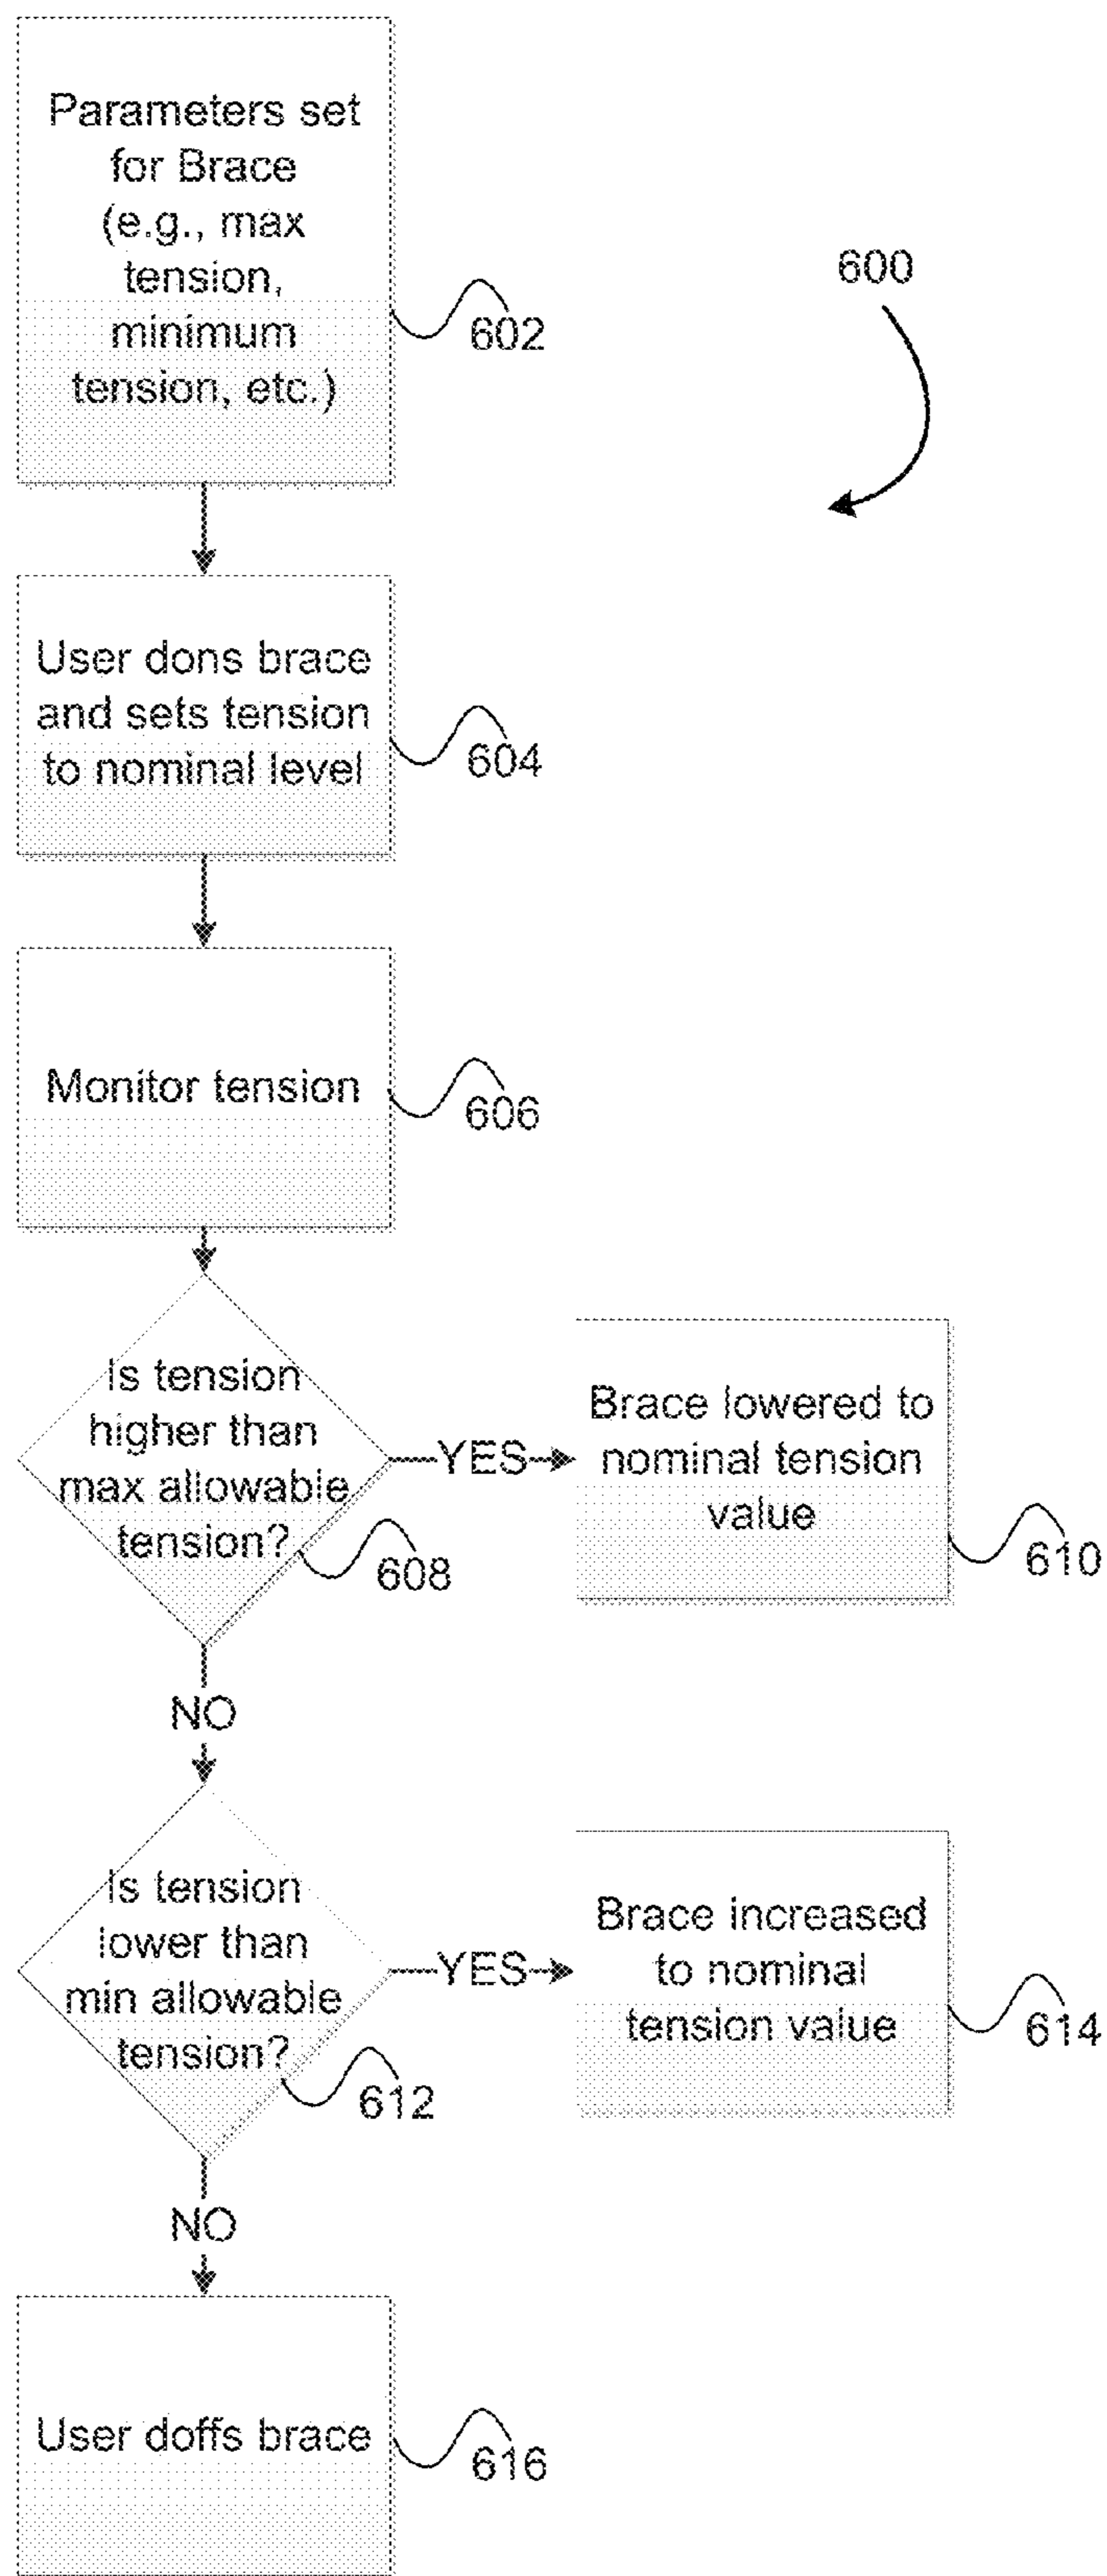 Parameters set
for Brace
(e.g., max
tension,
minimum
tension, etc.)
602
600
User dons brace
and sets tension
to nominal level
604
Monitor tension
606
Is tension
higher than
max allowable
tension?
608
YES
Brace lowered to
nominal tension
value
610
NO
Is tension
lower than
min allowable
tension?
612
YES
Brace increased
to nominal
tension value
614
NO
User doffs brace
616